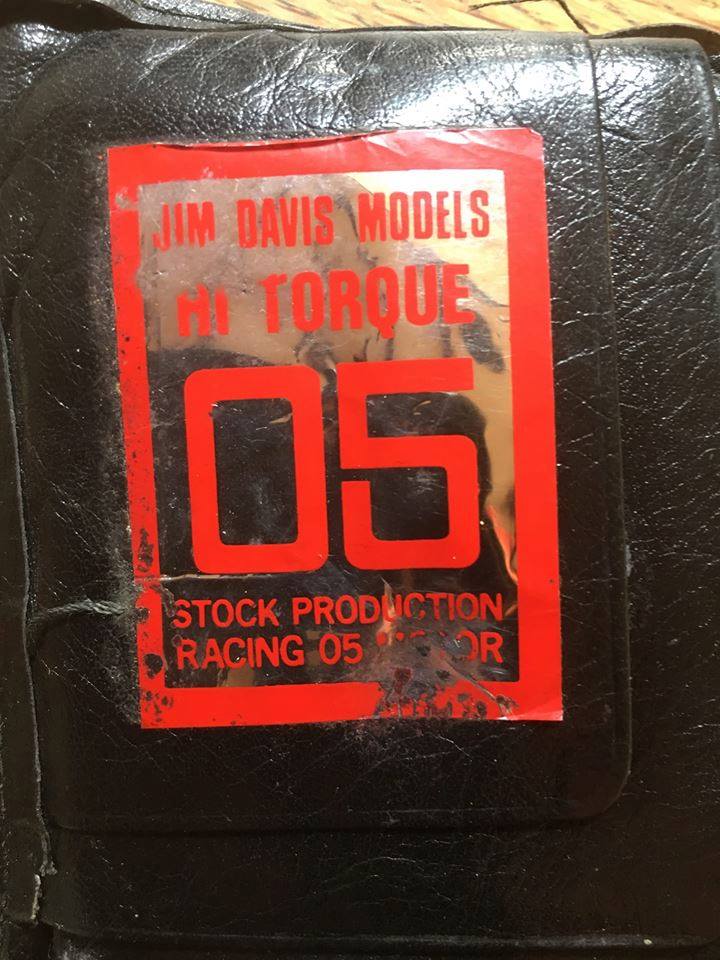 JIM DAVIS MODELS
HI TORQUE
05
STOCK PRODUCTION
RACING 05